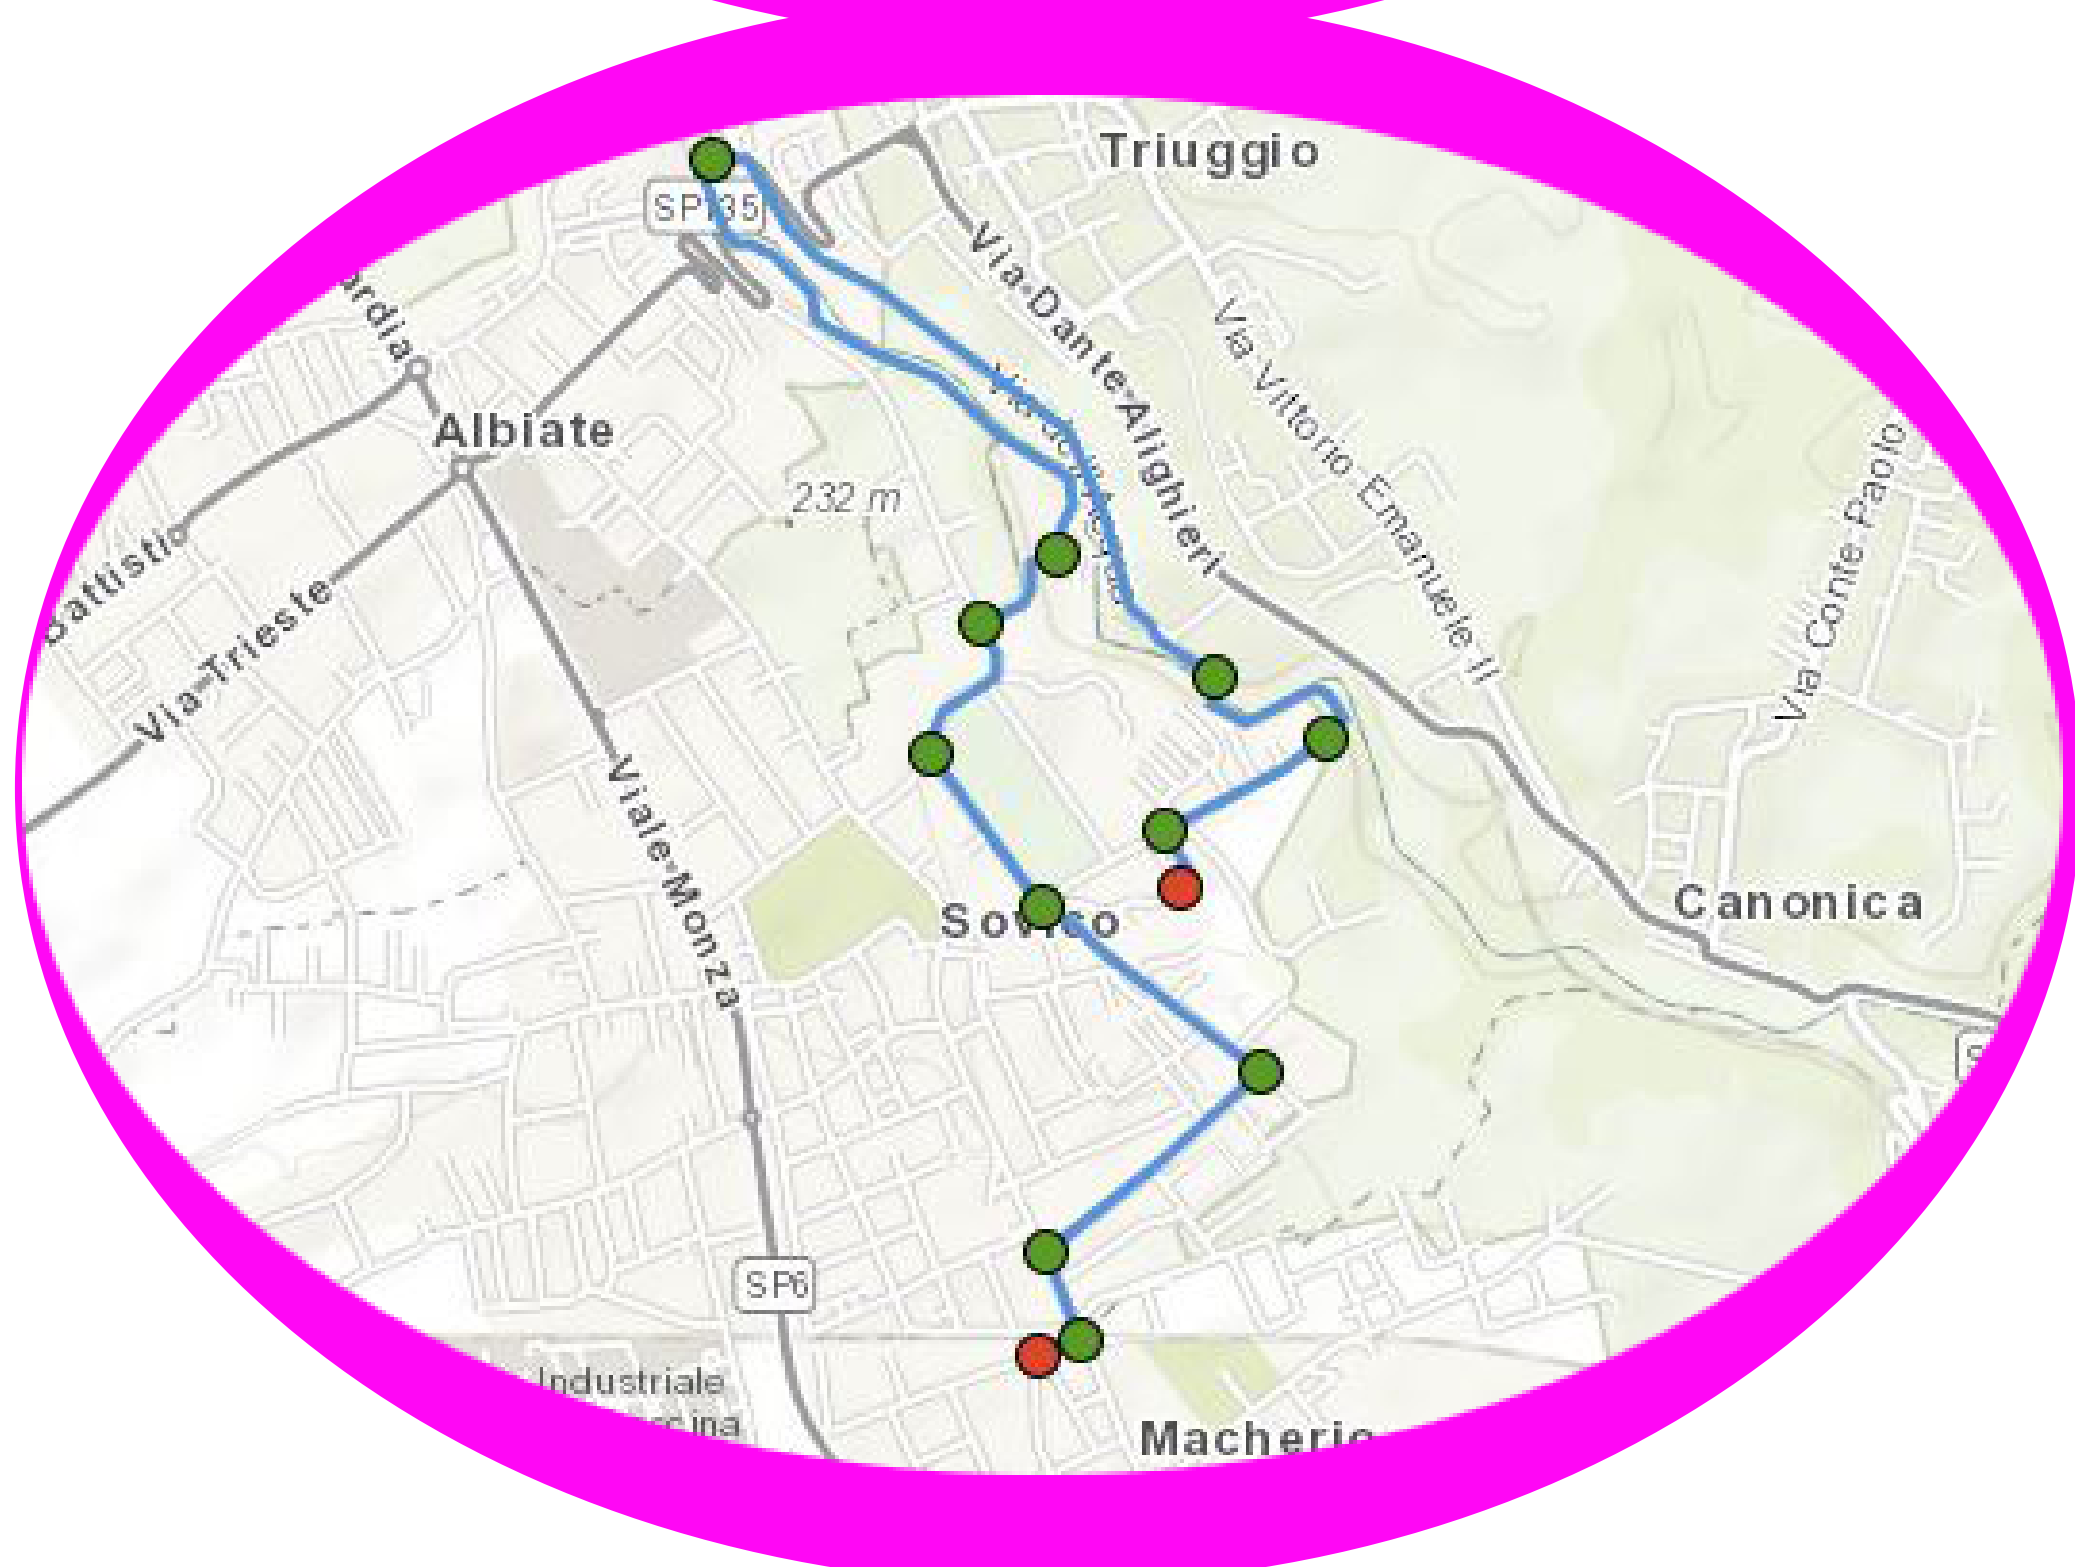 Triuggio
SP135
Via Dante Alighieri
Via Vittorio Emanuele II
Albiate
232 m
Via Conte Paolo
Via Trieste
Viale Monza
Canonica
SP6
Industriale
Macherio